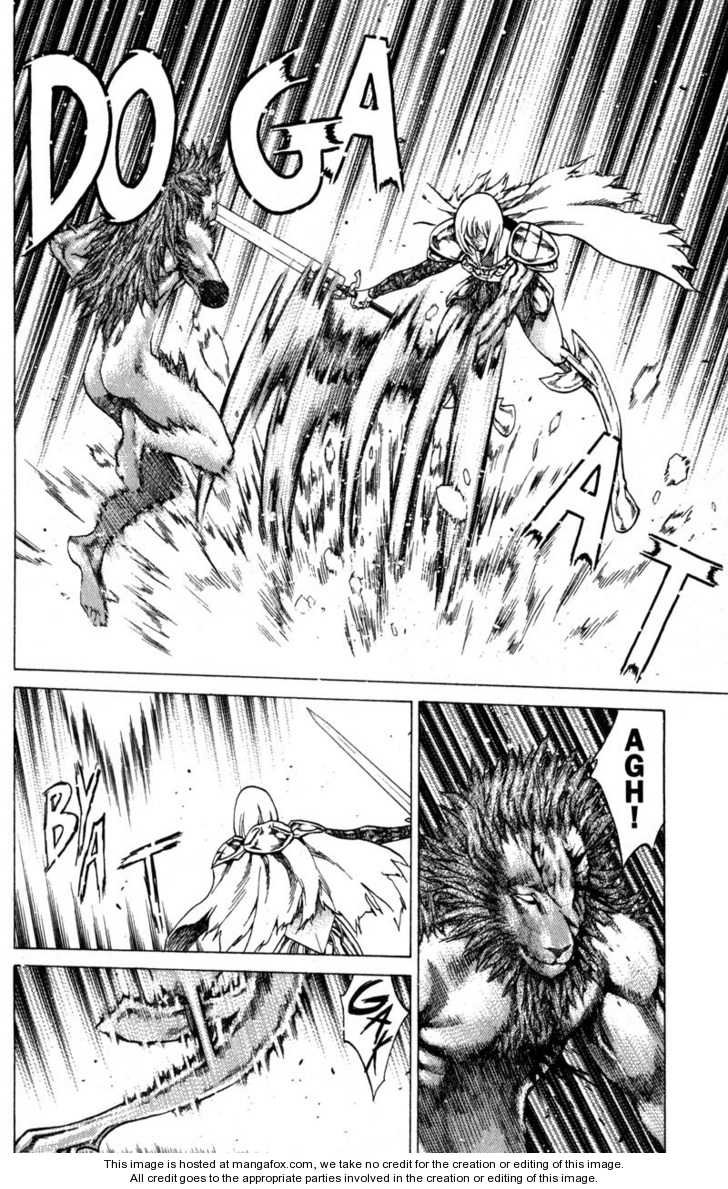 DOGA
AT
AGH!
BYAT
GAY
This image is hosted at mangafox.com, we take no credit for the creation or editing of this image.
All credit goes to the appropriate parties involved in the creation or editing of this image.